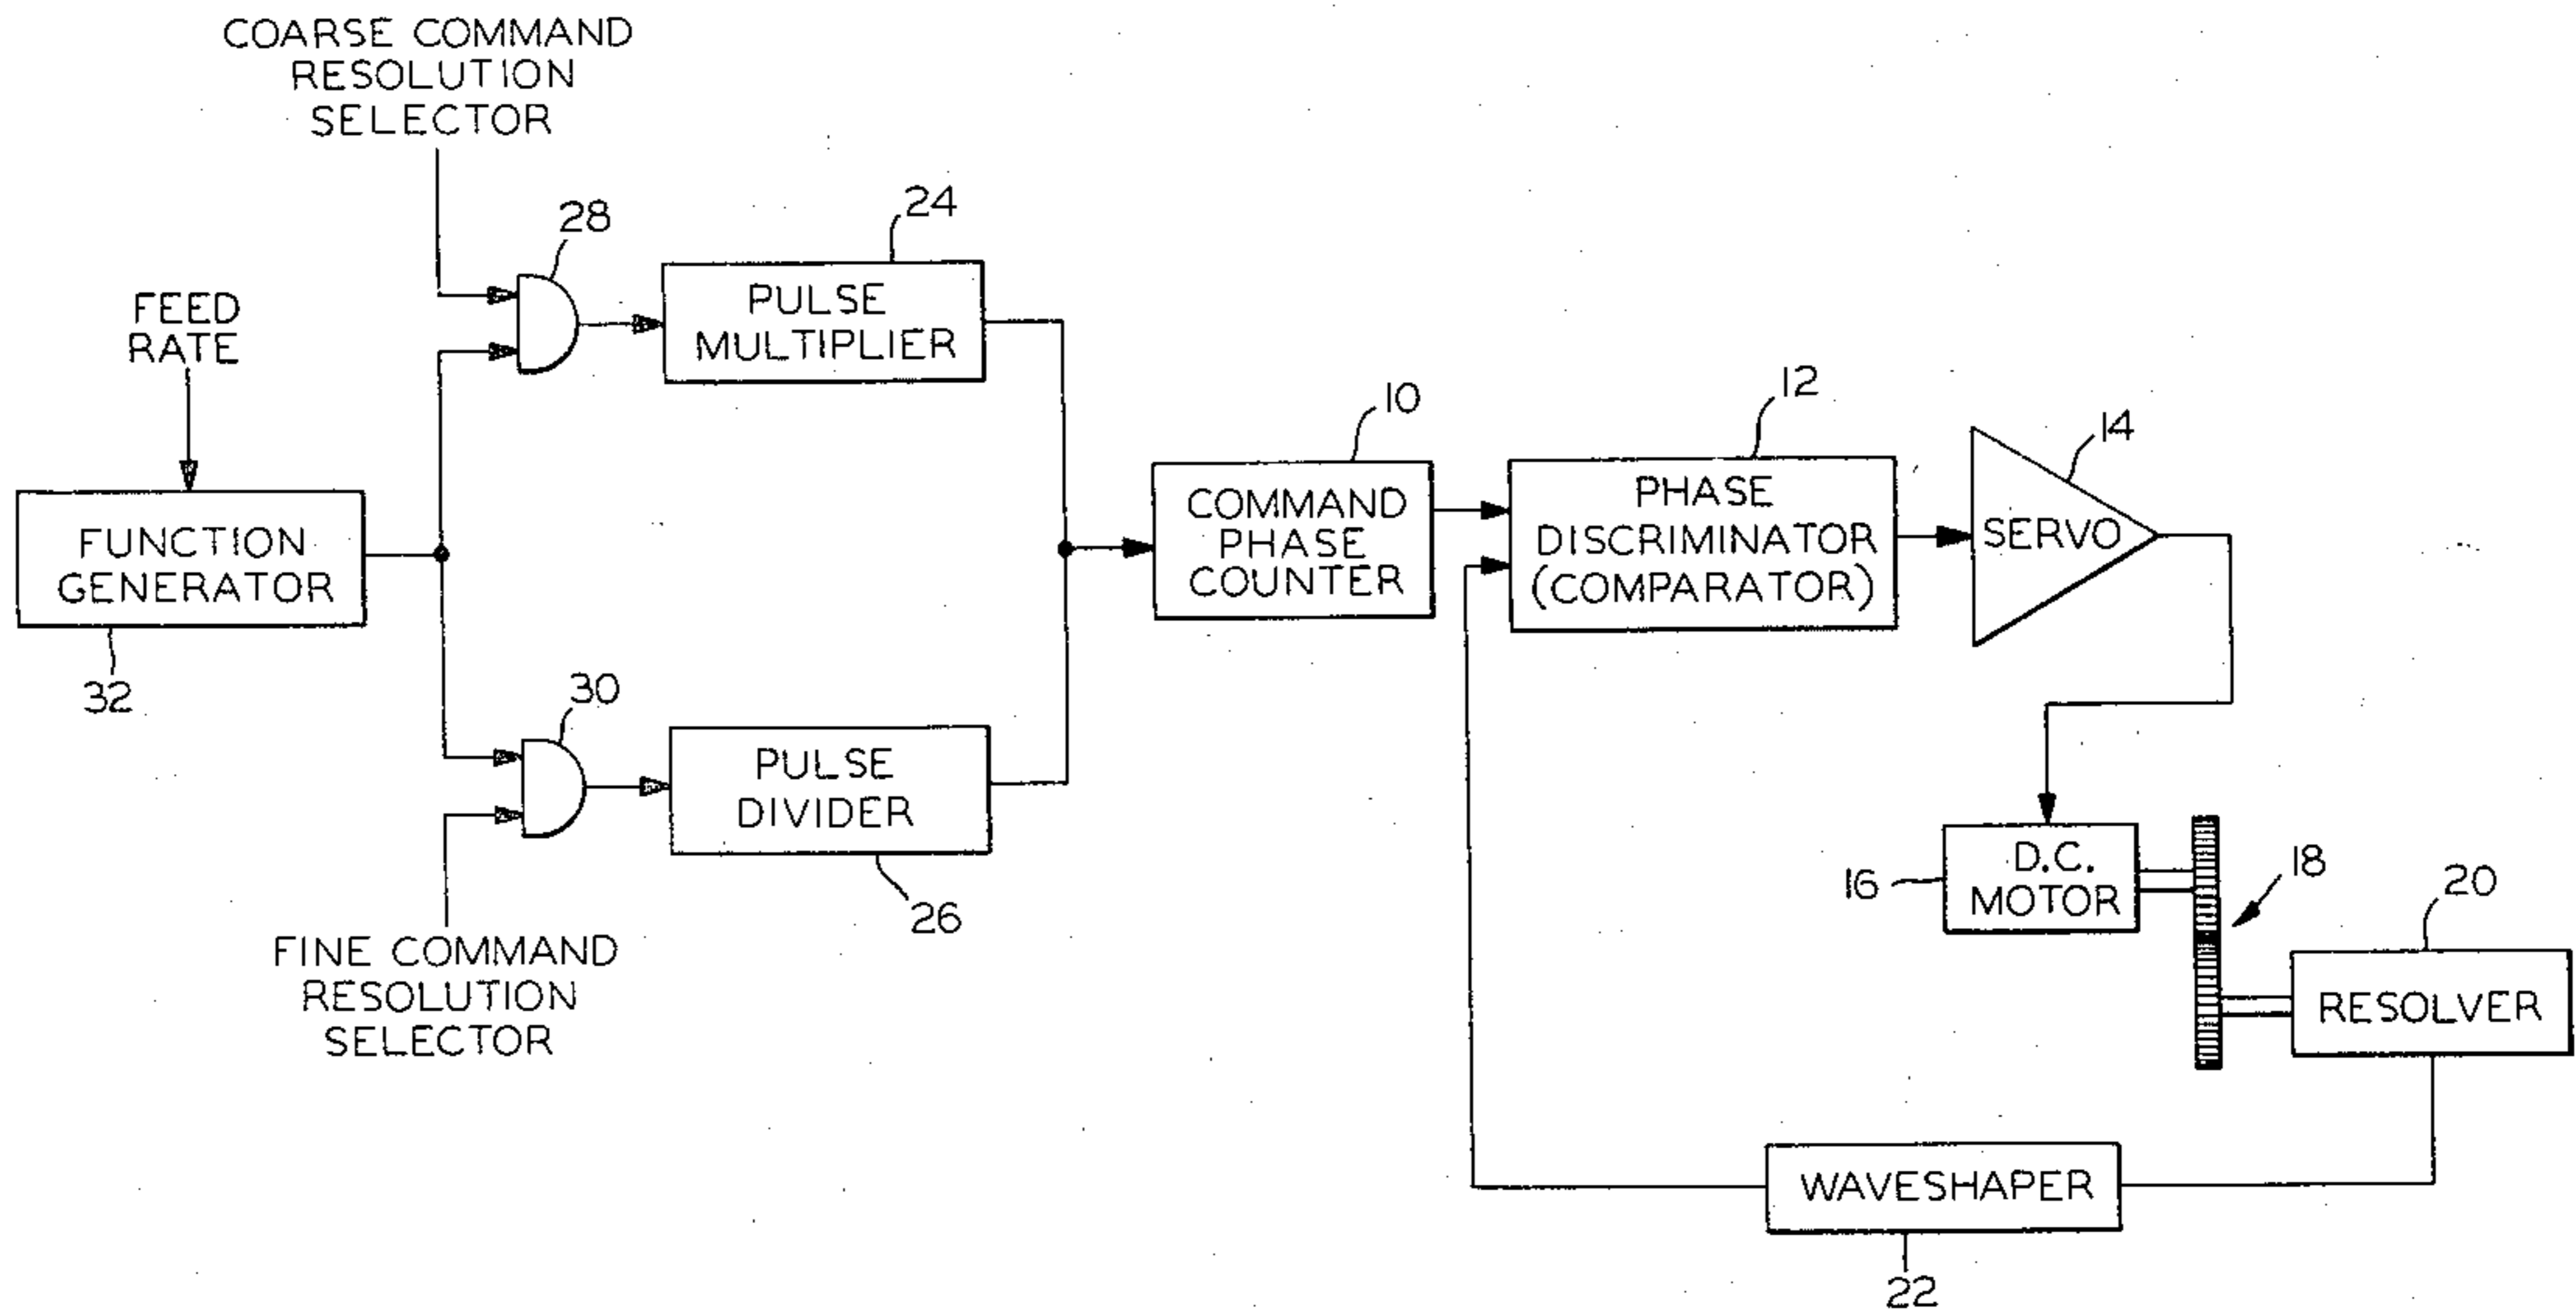 COARSE COMMAND
RESOLUTION
SELECTOR
28
24
FEED
RATE
PULSE
MULTIPLIER
10
12
14
FUNCTION
GENERATOR
32
COMMAND
PHASE
COUNTER
PHASE
DISCRIMINATOR
(COMPARATOR)
SERVO
30
PULSE
DIVIDER
26
FINE COMMAND
RESOLUTION
SELECTOR
16
D.C.
MOTOR
18
20
RESOLVER
WAVESHAPER
22